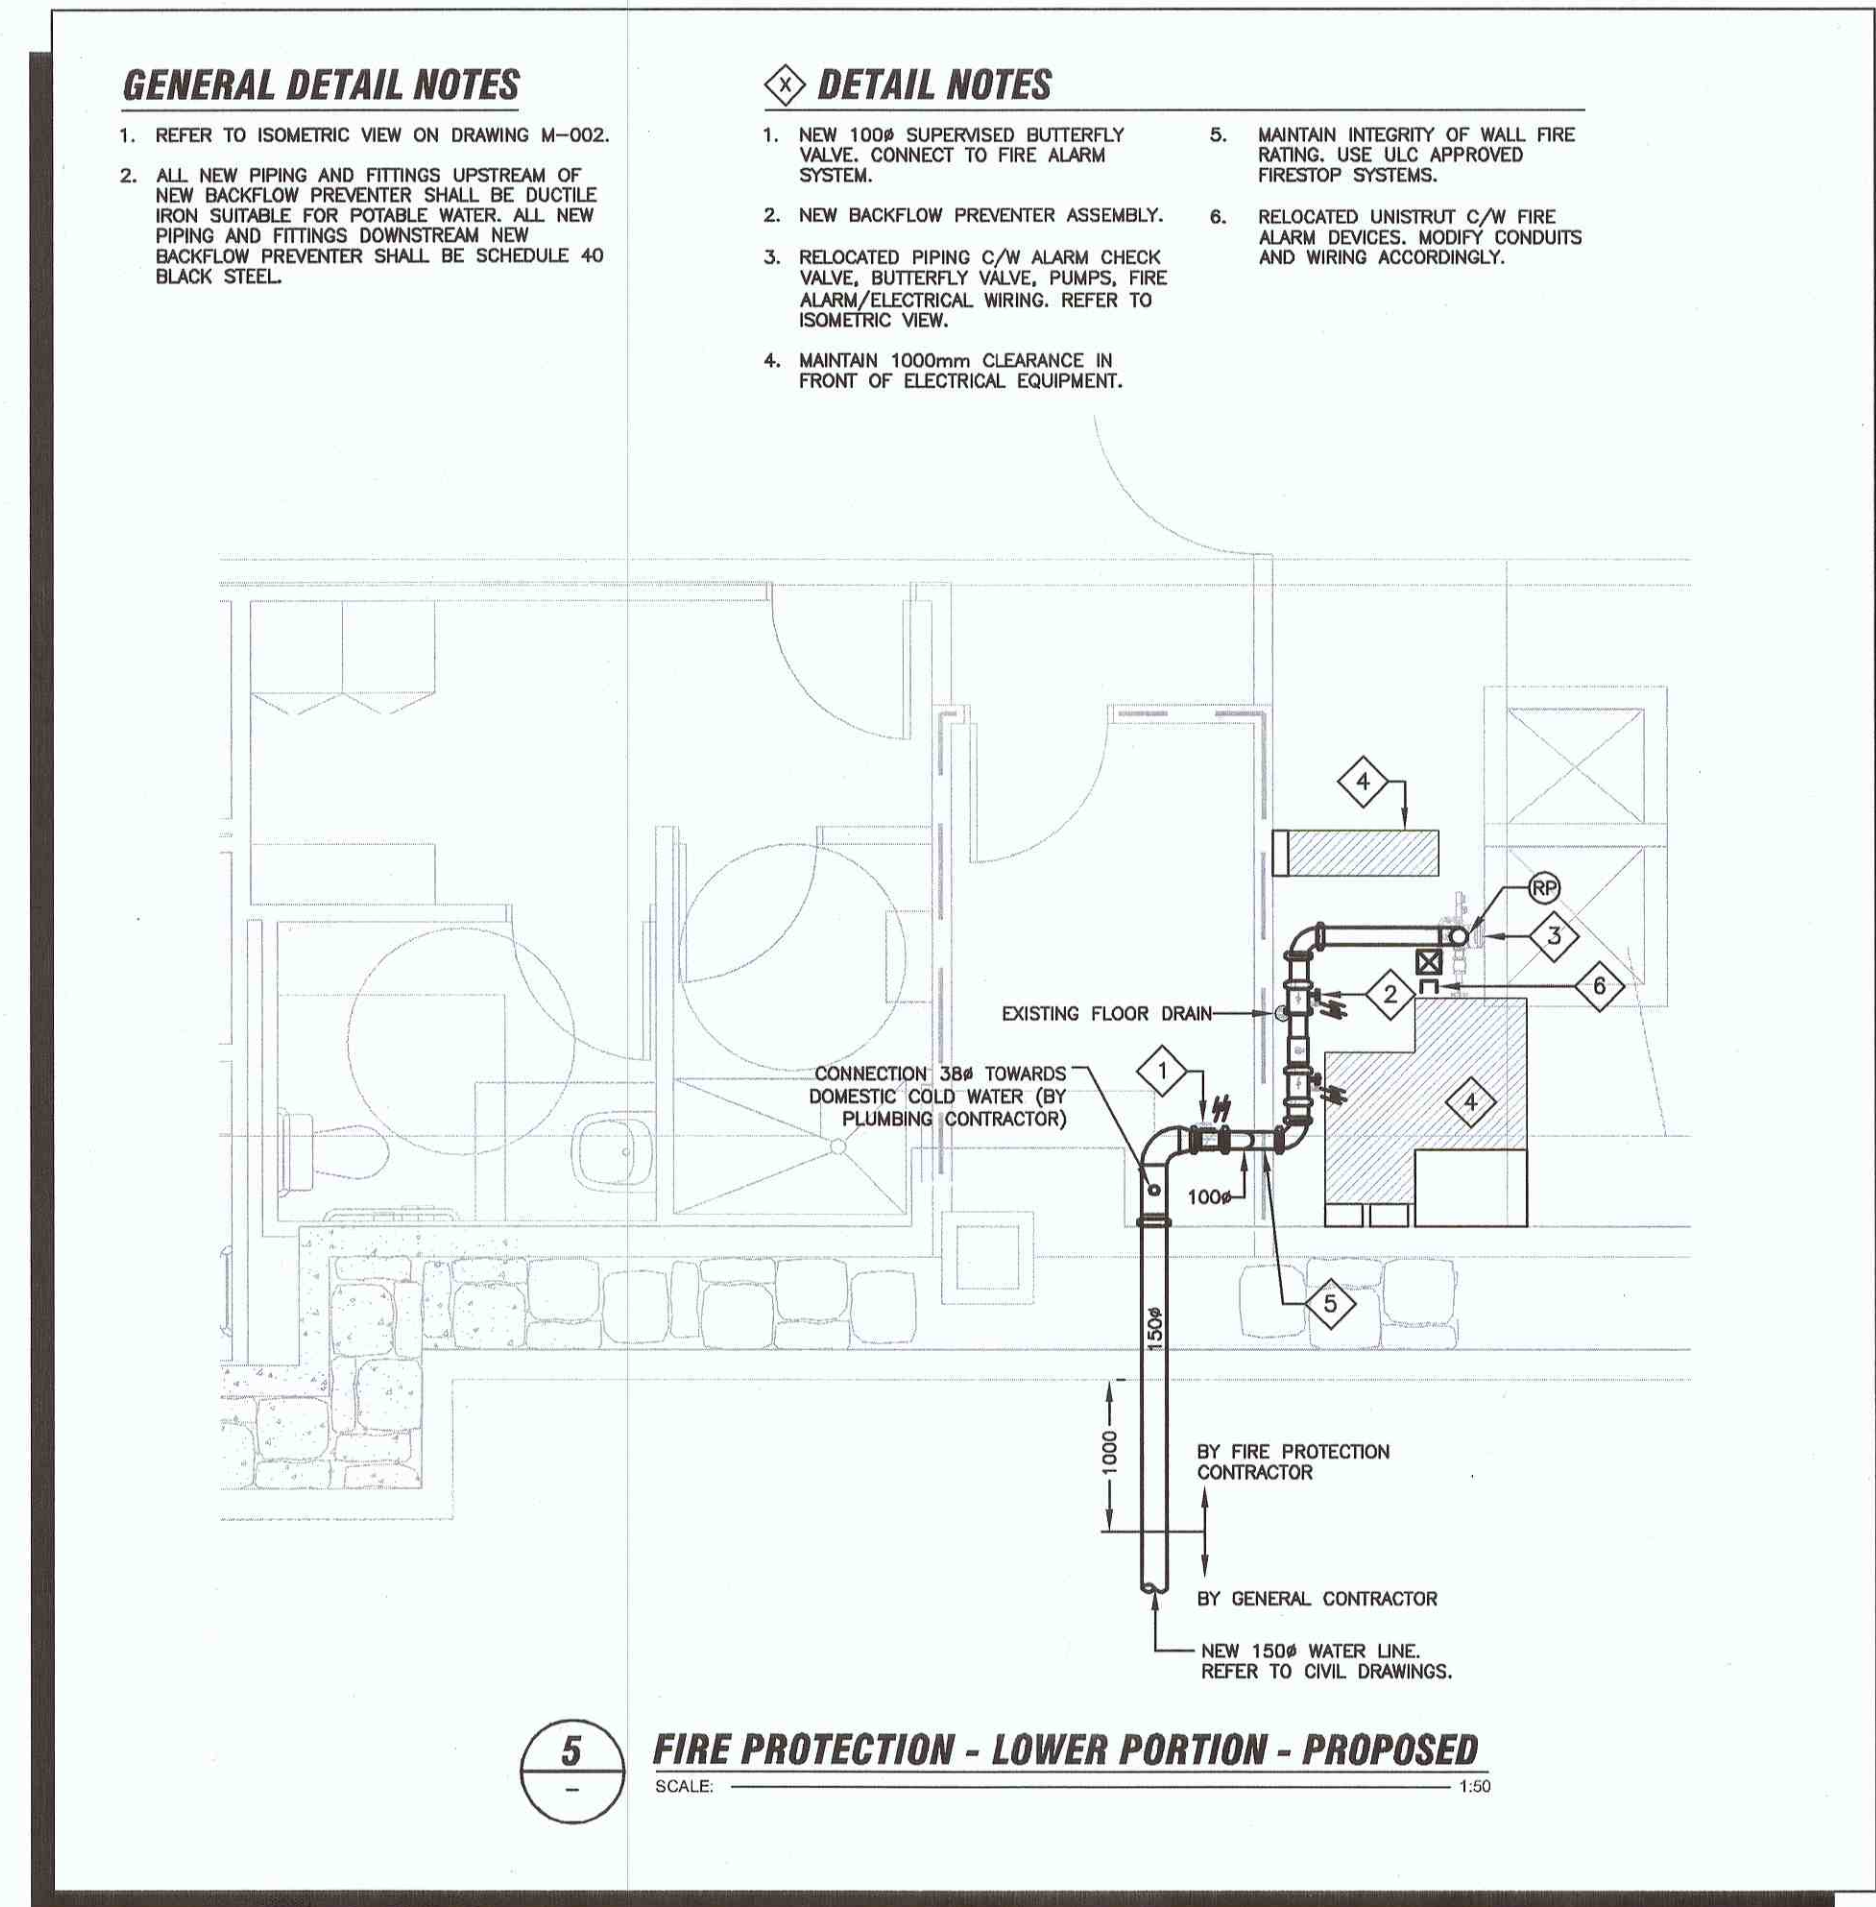 GENERAL DETAIL NOTES
1. REFER TO ISOMETRIC VIEW ON DRAWING M-002.
2. ALL NEW PIPING AND FITTINGS UPSTREAM OF
NEW BACKFLOW PREVENTER SHALL BE DUCTILE
IRON SUITABLE FOR POTABLE WATER. ALL NEW
PIPING AND FITTINGS DOWNSTREAM NEW
BACKFLOW PREVENTER SHALL BE SCHEDULE 40
BLACK STEEL.
X DETAIL NOTES
1. NEW 100ø SUPERVISED BUTTERFLY
VALVE. CONNECT TO FIRE ALARM
SYSTEM.
2. NEW BACKFLOW PREVENTER ASSEMBLY.
3. RELOCATED PIPING C/W ALARM CHECK
VALVE, BUTTERFLY VALVE, PUMPS, FIRE
ALARM/ELECTRICAL WIRING. REFER TO
ISOMETRIC VIEW.
4. MAINTAIN 1000mm CLEARANCE IN
FRONT OF ELECTRICAL EQUIPMENT.
5. MAINTAIN INTEGRITY OF WALL FIRE
RATING. USE ULC APPROVED
FIRESTOP SYSTEMS.
6. RELOCATED UNISTRUT C/W FIRE
ALARM DEVICES. MODIFY CONDUITS
AND WIRING ACCORDINGLY.
4
RP
3
6
2
EXISTING FLOOR DRAIN
1
CONNECTION 38ø TOWARDS
DOMESTIC COLD WATER (BY
PLUMBING CONTRACTOR)
4
100ø
5
150ø
1000
BY FIRE PROTECTION
CONTRACTOR
BY GENERAL CONTRACTOR
NEW 150ø WATER LINE.
REFER TO CIVIL DRAWINGS.
5
-
FIRE PROTECTION - LOWER PORTION - PROPOSED
SCALE: 1:50